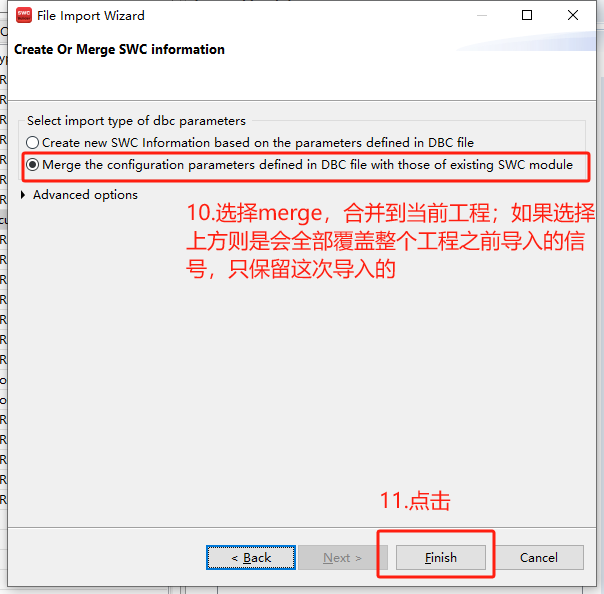 SWC
File Import Wizard
Create Or Merge SWC information
Select import type of dbc parameters
Create new SWC Information based on the parameters defined in DBC file
Merge the configuration parameters defined in DBC file with those of existing SWC module
Advanced options
10.选择merge，合并到当前工程；如果选择
上方则是会全部覆盖整个工程之前导入的信
号，只保留这次导入的
11.点击
< Back
Next >
Finish
Cancel